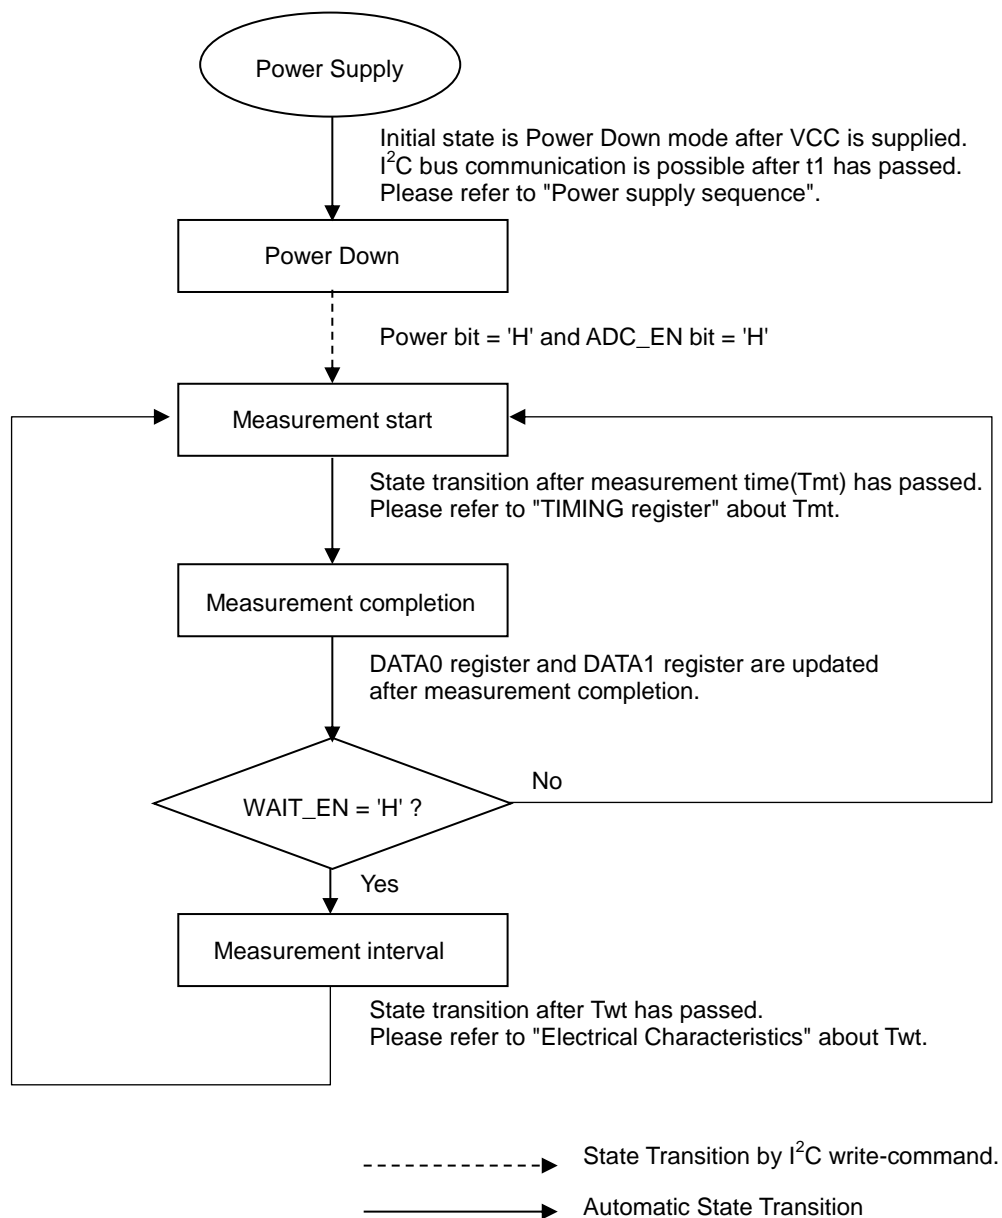 Power Supply
Initial state is Power Down mode after VCC is supplied.
I²C bus communication is possible after t1 has passed.
Please refer to "Power supply sequence".
Power Down
Power bit = 'H' and ADC_EN bit = 'H'
Measurement start
State transition after measurement time(Tmt) has passed.
Please refer to "TIMING register" about Tmt.
Measurement completion
DATA0 register and DATA1 register are updated
after measurement completion.
No
WAIT_EN = 'H' ?
Yes
Measurement interval
State transition after Twt has passed.
Please refer to "Electrical Characteristics" about Twt.
State Transition by I²C write-command.
Automatic State Transition